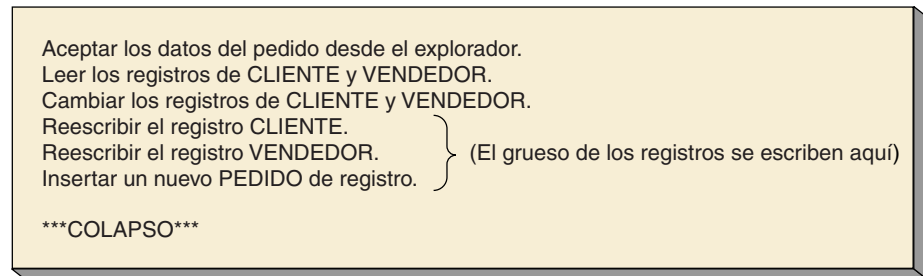 Aceptar los datos del pedido desde el explorador.
Leer los registros de CLIENTE y VENDEDOR.
Cambiar los registros de CLIENTE y VENDEDOR.
Reescribir el registro CLIENTE.
Reescribir el registro VENDEDOR.
Insertar un nuevo PEDIDO de registro.
(El grueso de los registros se escriben aquí)
***COLAPSO***